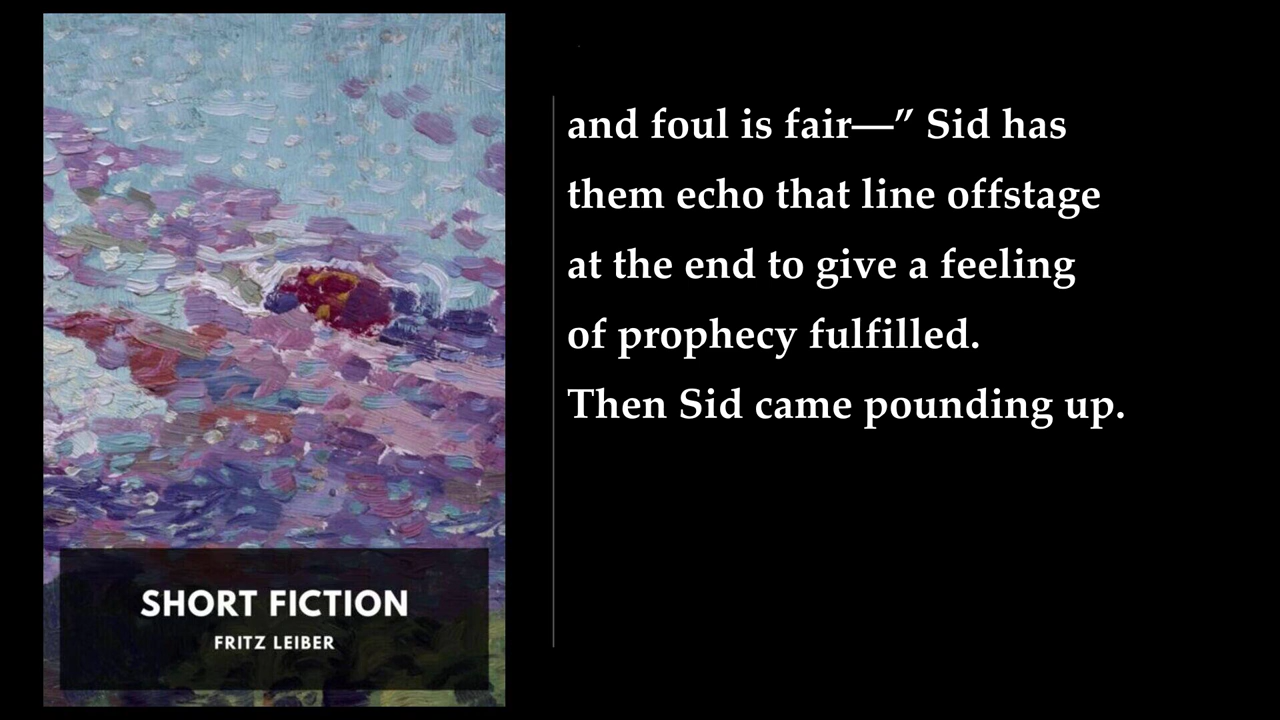 and foul is fair—” Sid has
them echo that line offstage
at the end to give a feeling
of prophecy fulfilled.
Then Sid came pounding up.
SHORT FICTION
FRITZ LEIBER